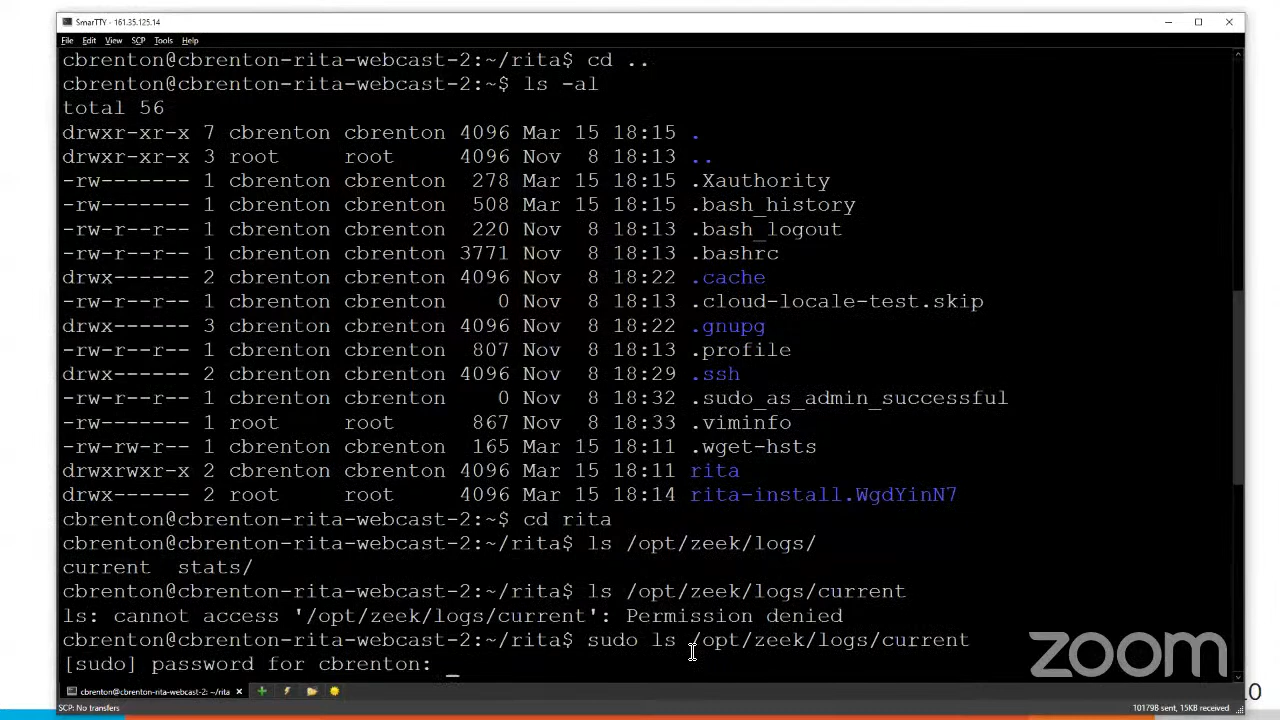 SmarTTY - 161.35.125.14
File Edit View SCP Tools Help
cbrenton@cbrenton-rita-webcast-2:~/rita$ cd ..
cbrenton@cbrenton-rita-webcast-2:~$ ls -al
total 56
drwxr-xr-x 7 cbrenton cbrenton 4096 Mar 15 18:15 .
drwxr-xr-x 3 root     root     4096 Nov  8 18:13 ..
-rw------- 1 cbrenton cbrenton  278 Mar 15 18:15 .Xauthority
-rw------- 1 cbrenton cbrenton  508 Mar 15 18:15 .bash_history
-rw-r--r-- 1 cbrenton cbrenton  220 Nov  8 18:13 .bash_logout
-rw-r--r-- 1 cbrenton cbrenton 3771 Nov  8 18:13 .bashrc
drwx------ 2 cbrenton cbrenton 4096 Nov  8 18:22 .cache
-rw-r--r-- 1 cbrenton cbrenton    0 Nov  8 18:13 .cloud-locale-test.skip
drwx------ 3 cbrenton cbrenton 4096 Nov  8 18:22 .gnupg
-rw-r--r-- 1 cbrenton cbrenton  807 Nov  8 18:13 .profile
drwx------ 2 cbrenton cbrenton 4096 Nov  8 18:29 .ssh
-rw-r--r-- 1 cbrenton cbrenton    0 Nov  8 18:32 .sudo_as_admin_successful
-rw------- 1 root     root      867 Nov  8 18:33 .viminfo
-rw-rw-r-- 1 cbrenton cbrenton  165 Mar 15 18:11 .wget-hsts
drwxrwxr-x 2 cbrenton cbrenton 4096 Mar 15 18:11 rita
drwx------ 2 root     root     4096 Mar 15 18:14 rita-install.WgdYinN7
cbrenton@cbrenton-rita-webcast-2:~$ cd rita
cbrenton@cbrenton-rita-webcast-2:~/rita$ ls /opt/zeek/logs/
current  stats/
cbrenton@cbrenton-rita-webcast-2:~/rita$ ls /opt/zeek/logs/current
ls: cannot access '/opt/zeek/logs/current': Permission denied
cbrenton@cbrenton-rita-webcast-2:~/rita$ sudo ls /opt/zeek/logs/current
[sudo] password for cbrenton:
zoom
cbrenton@cbrenton-rita-webcast-2: ~/rita
SCP: No transfers
10179B sent, 15KB received